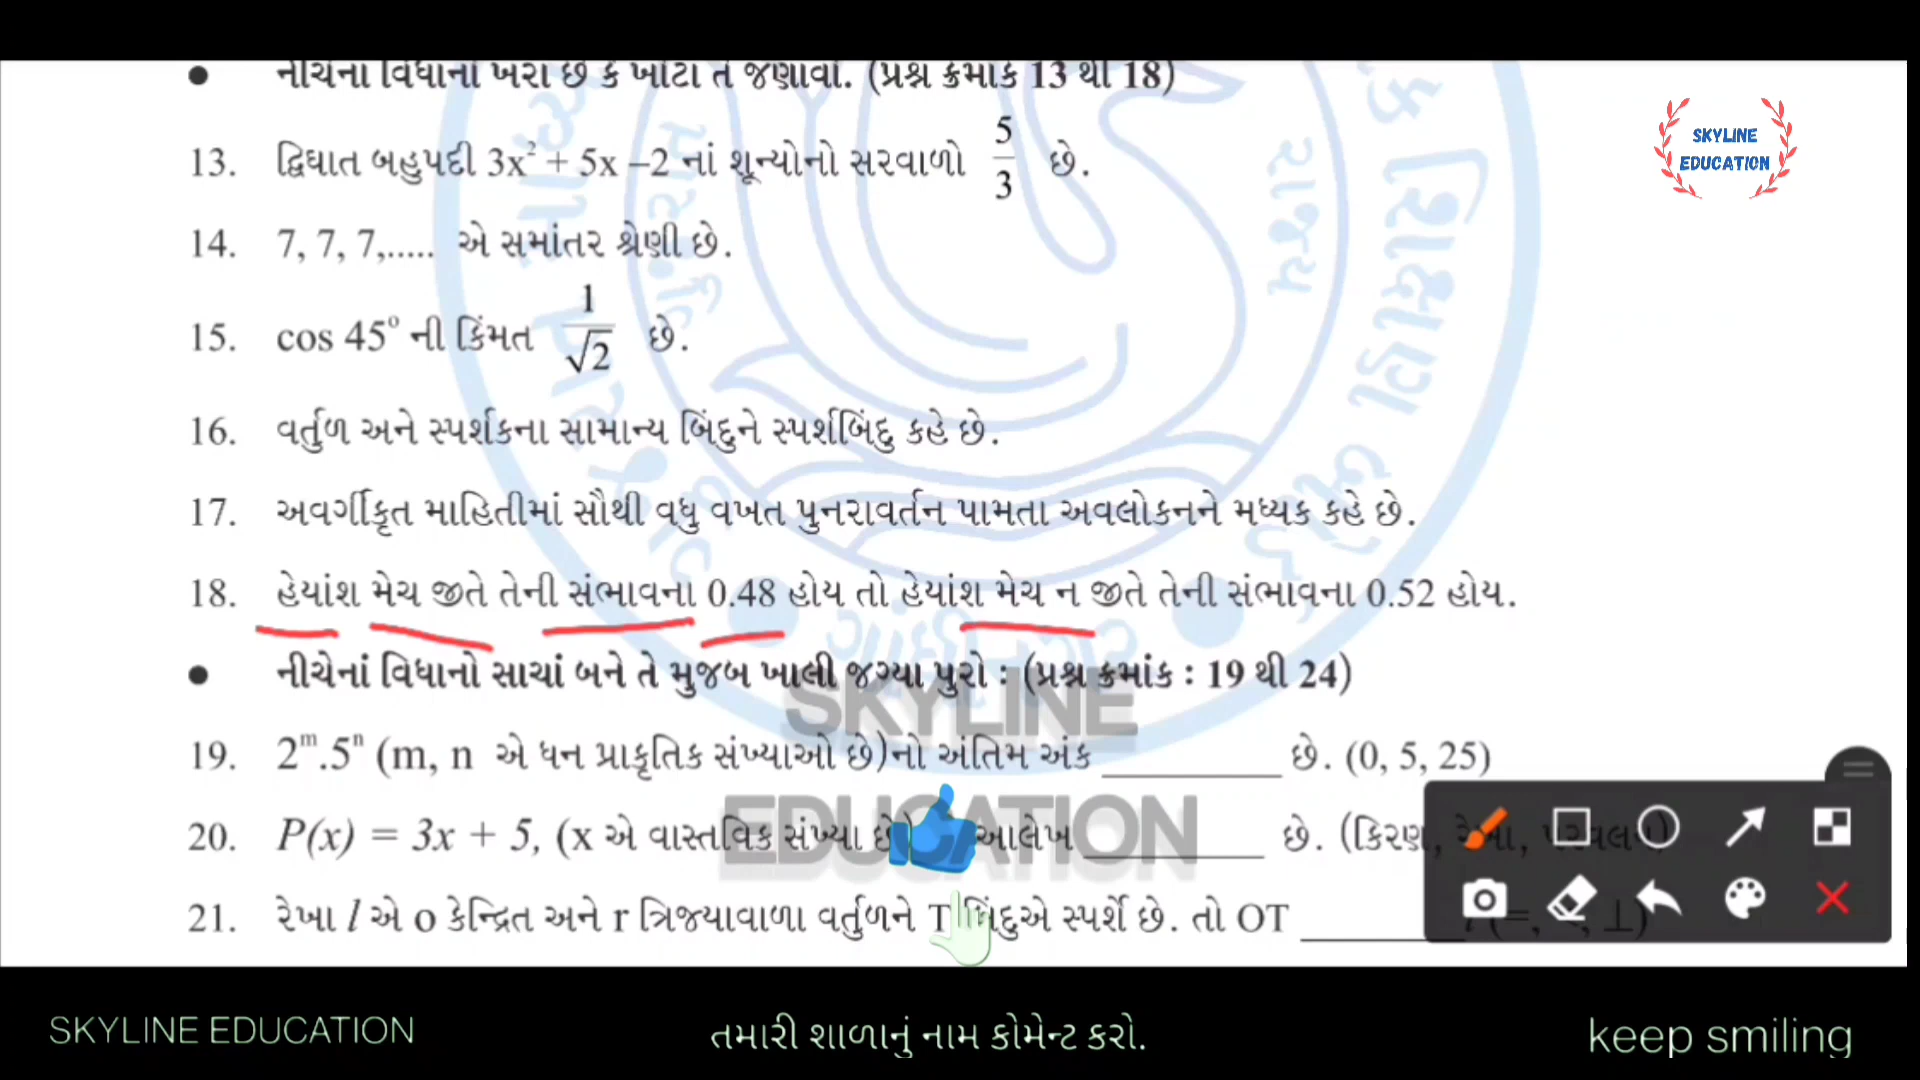 • નીચેના વિધાનો ખરાં છે કે ખોટાં તે જણાવો. (પ્રશ્ન ક્રમાંક 13 થી 18)
SKYLINE
EDUCATION
13. દ્વિઘાત બહુપદી 3x² + 5x –2 નાં શૂન્યોનો સરવાળો 5/3 છે.
14. 7, 7, 7,..... એ સમાંતર શ્રેણી છે.
15. cos 45° ની કિંમત 1/√2 છે.
16. વર્તુળ અને સ્પર્શકના સામાન્ય બિંદુને સ્પર્શબિંદુ કહે છે.
17. અવર્ગીકૃત માહિતીમાં સૌથી વધુ વખત પુનરાવર્તન પામતા અવલોકનને મધ્યક કહે છે.
18. હેયાંશ મેચ જીતે તેની સંભાવના 0.48 હોય તો હેયાંશ મેચ ન જીતે તેની સંભાવના 0.52 હોય.
• નીચેનાં વિધાનો સાચાં બને તે મુજબ ખાલી જગ્યા પુરો : (પ્રશ્ન ક્રમાંક : 19 થી 24)
SKYLINE
19. 2ᵐ.5ⁿ (m, n એ ધન પ્રાકૃતિક સંખ્યાઓ છે)નો અંતિમ અંક ________ છે. (0, 5, 25)
EDUCATION
20. P(x) = 3x + 5, (x એ વાસ્તવિક સંખ્યા છે) આલેખ ________ છે. (કિરણ, રેખા, પરવલય)
21. રેખા l એ o કેન્દ્રિત અને r ત્રિજ્યાવાળા વર્તુળને T બિંદુએ સ્પર્શે છે. તો OT ________
SKYLINE EDUCATION
તમારી શાળાનું નામ કોમેન્ટ કરો.
keep smiling